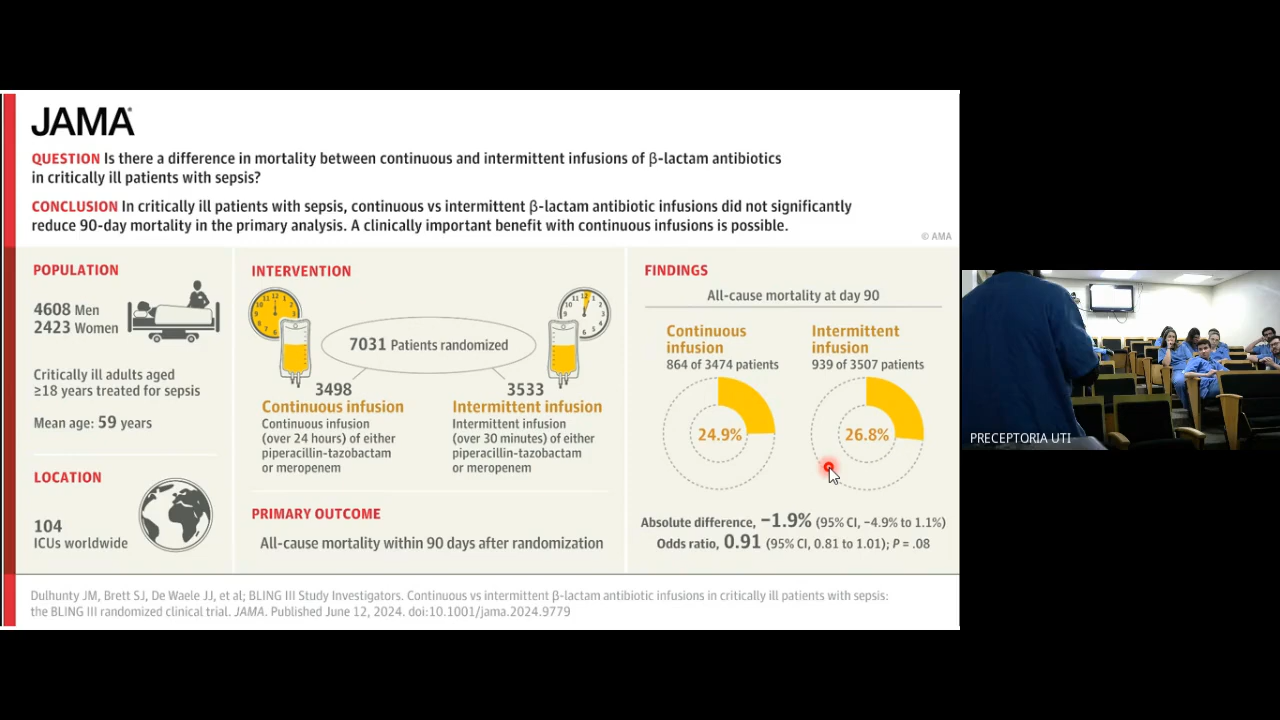 JAMA®
QUESTION Is there a difference in mortality between continuous and intermittent infusions of β-lactam antibiotics
in critically ill patients with sepsis?
CONCLUSION In critically ill patients with sepsis, continuous vs intermittent β-lactam antibiotic infusions did not significantly
reduce 90-day mortality in the primary analysis. A clinically important benefit with continuous infusions is possible.
© AMA
POPULATION
4608 Men
2423 Women
Critically ill adults aged
≥18 years treated for sepsis
Mean age: 59 years
LOCATION
104
ICUs worldwide
INTERVENTION
7031 Patients randomized
3498
Continuous infusion
Continuous infusion
(over 24 hours) of either
piperacillin-tazobactam
or meropenem
3533
Intermittent infusion
Intermittent infusion
(over 30 minutes) of either
piperacillin-tazobactam
or meropenem
PRIMARY OUTCOME
All-cause mortality within 90 days after randomization
FINDINGS
All-cause mortality at day 90
Continuous
infusion
864 of 3474 patients
24.9%
Intermittent
infusion
939 of 3507 patients
26.8%
Absolute difference, −1.9% (95% CI, −4.9% to 1.1%)
Odds ratio, 0.91 (95% CI, 0.81 to 1.01); P = .08
Dulhunty JM, Brett SJ, De Waele JJ, et al; BLING III Study Investigators. Continuous vs intermittent β-lactam antibiotic infusions in critically ill patients with sepsis:
the BLING III randomized clinical trial. JAMA. Published June 12, 2024. doi:10.1001/jama.2024.9779
PRECEPTORIA UTI